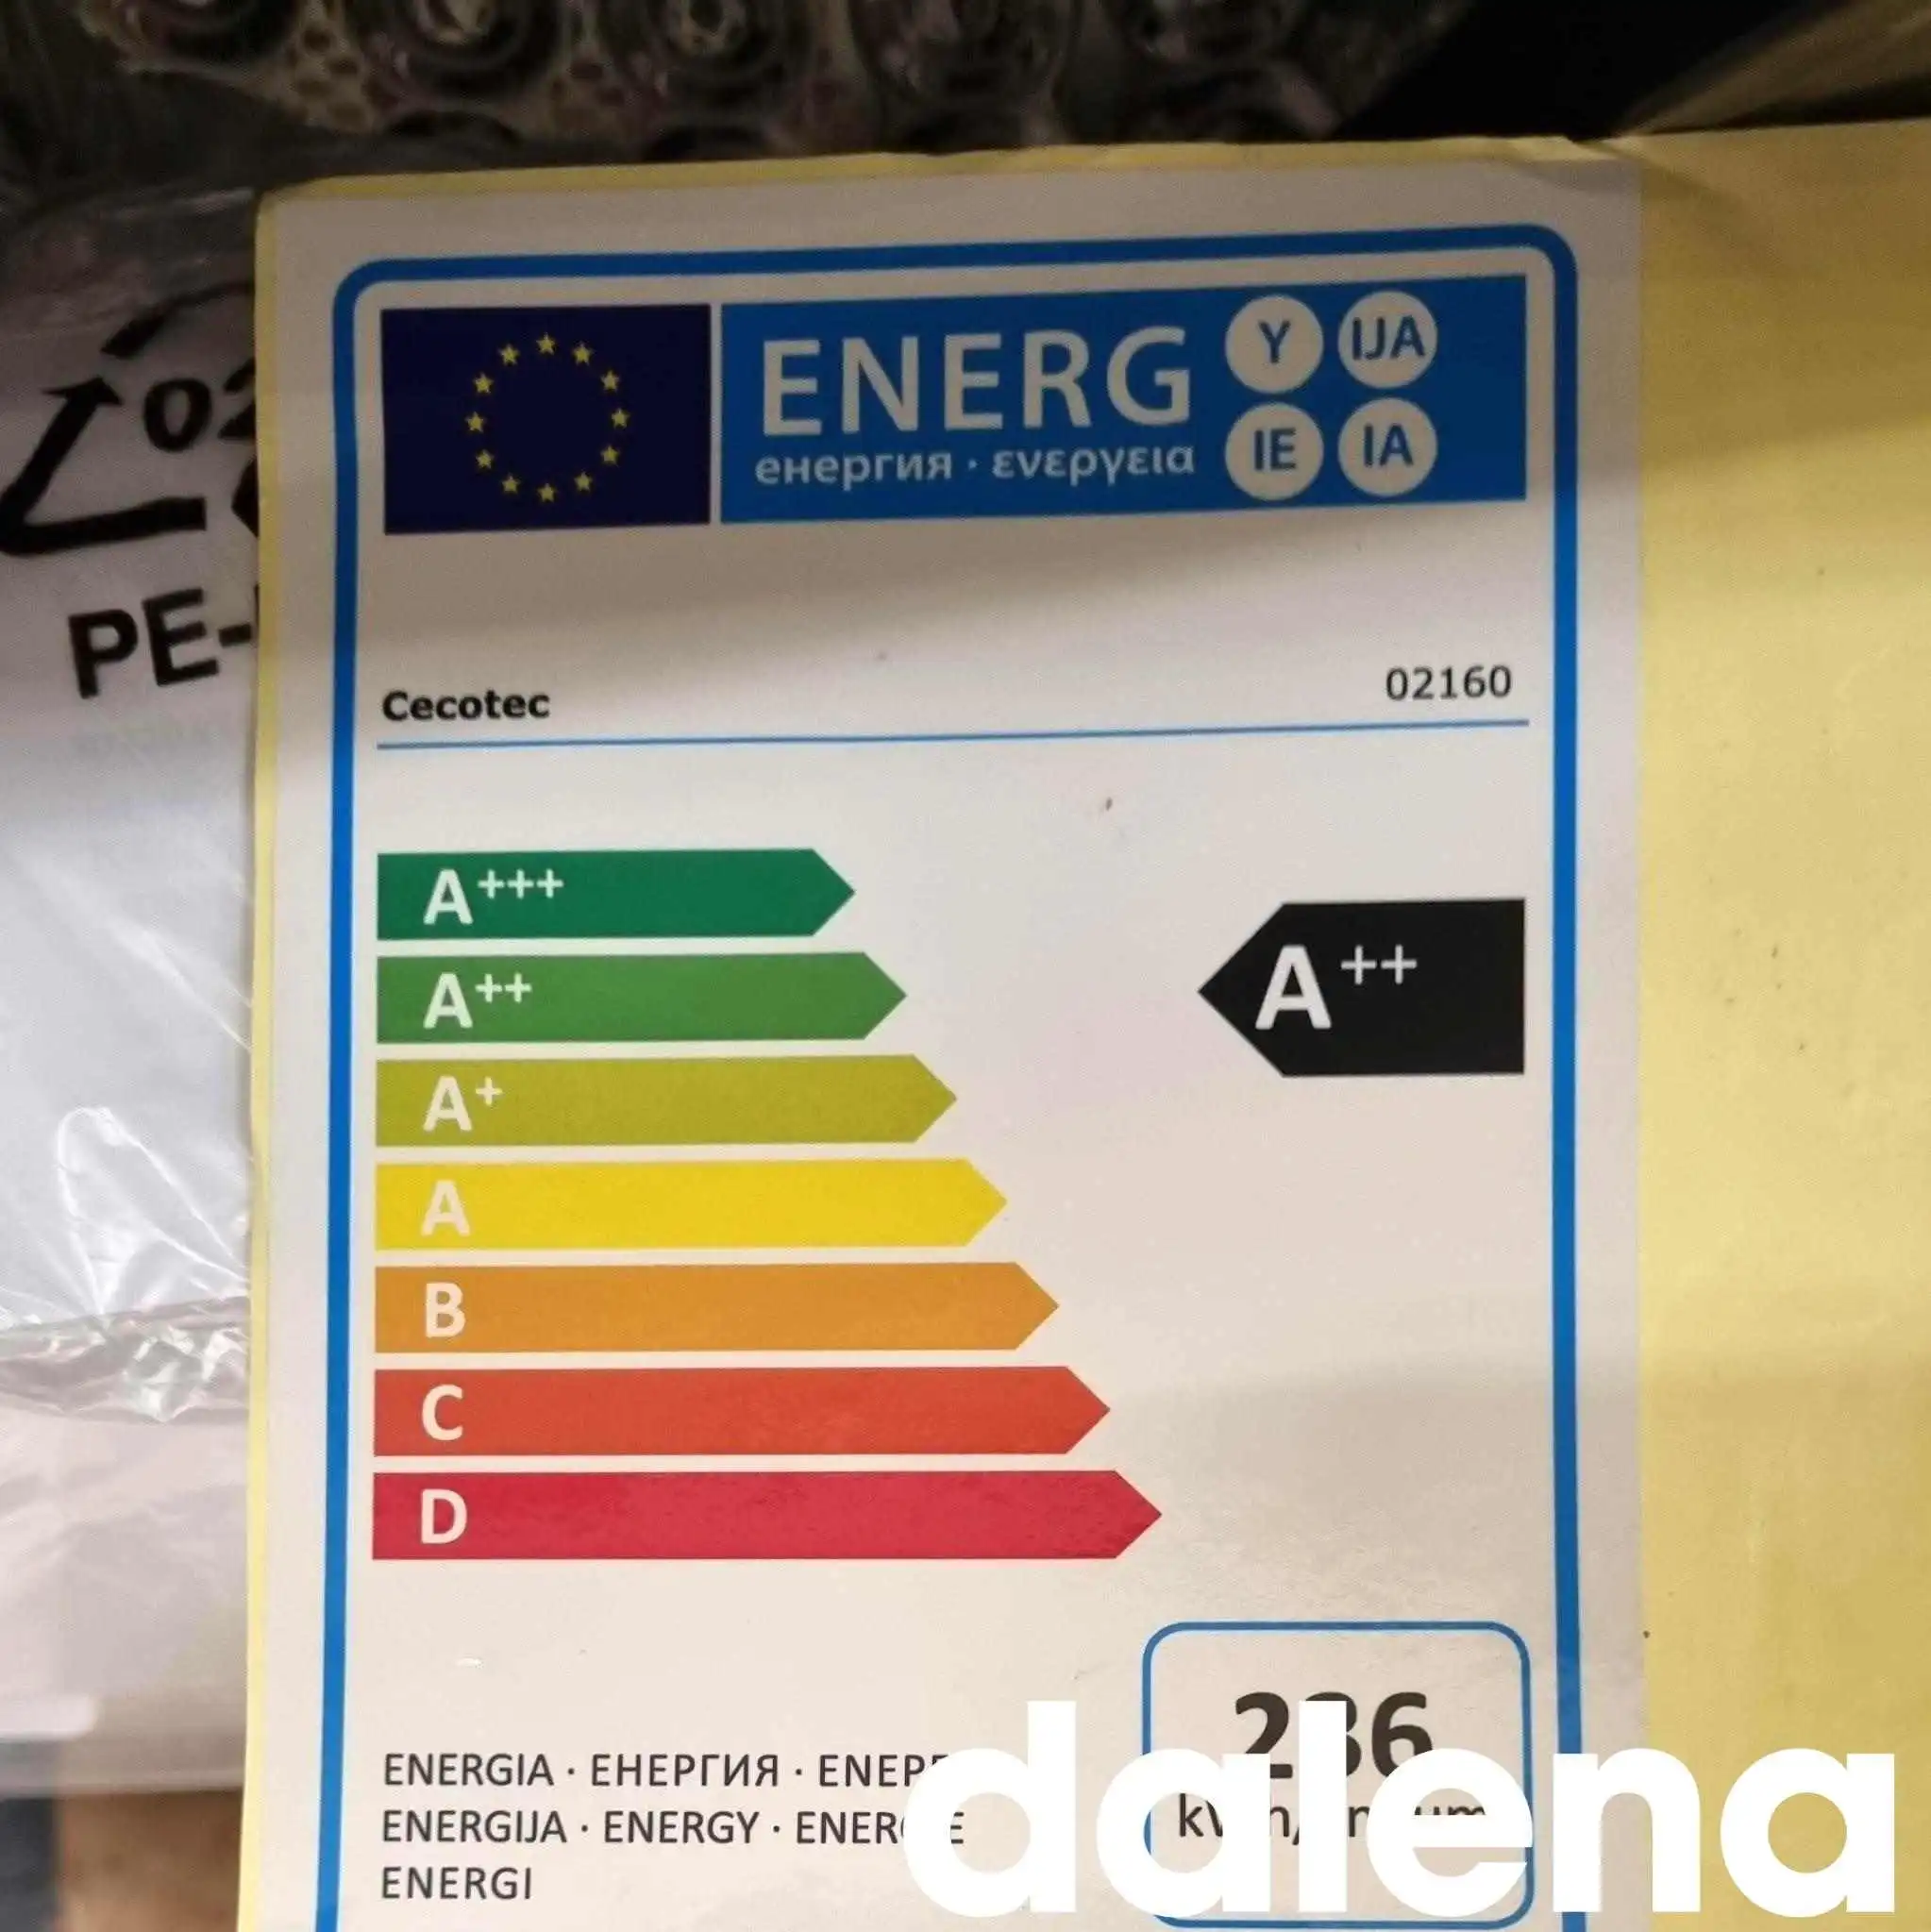 ENERG
Y
IJA
IE
IA
енергия · ενεργεια
PE-
Cecotec
02160
A+++
A++
A++
A+
A
B
C
D
ENERGIA · ЕНЕРГИЯ ·
ENERGIJA · ENERGY ·
ENERGI
dalena